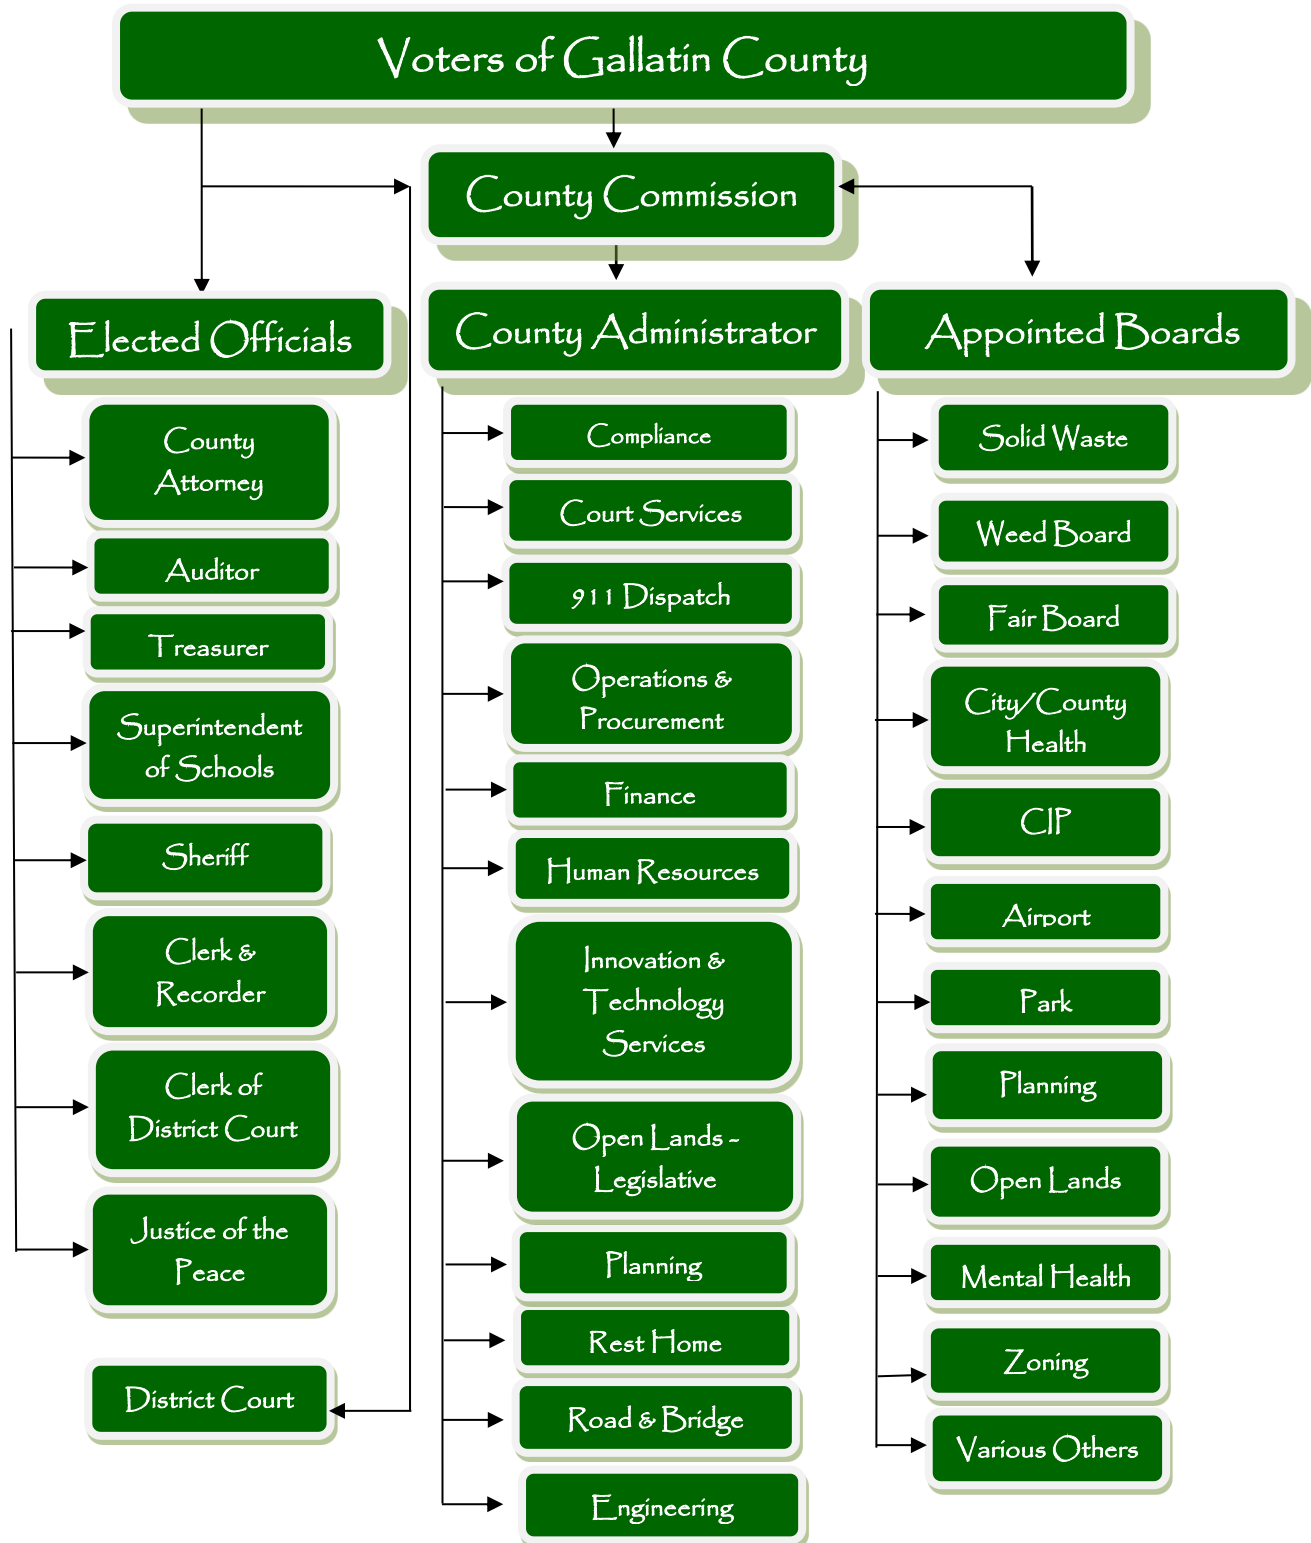 Voters of Gallatin County
County Commission
Elected Officials
County Administrator
Appointed Boards
County
Attorney
Auditor
Treasurer
Superintendent
of Schools
Sheriff
Clerk &
Recorder
Clerk of
District Court
Justice of the
Peace
District Court
Compliance
Court Services
911 Dispatch
Operations &
Procurement
Finance
Human Resources
Innovation &
Technology
Services
Open Lands -
Legislative
Planning
Rest Home
Road & Bridge
Engineering
Solid Waste
Weed Board
Fair Board
City/County
Health
CIP
Airport
Park
Planning
Open Lands
Mental Health
Zoning
Various Others